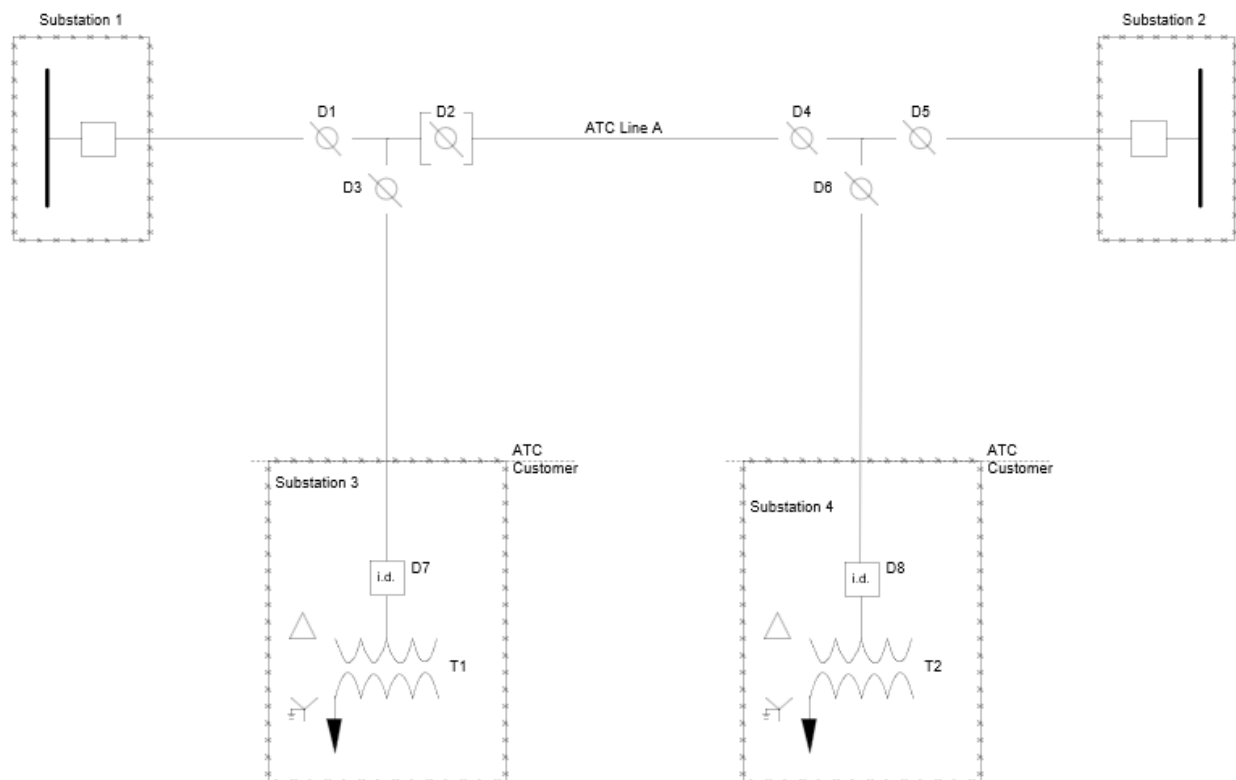 Substation 1
Substation 2
D1
D2
ATC Line A
D4
D5
D3
D6
ATC
Customer
ATC
Customer
Substation 3
Substation 4
i.d.
D7
i.d.
D8
T1
T2